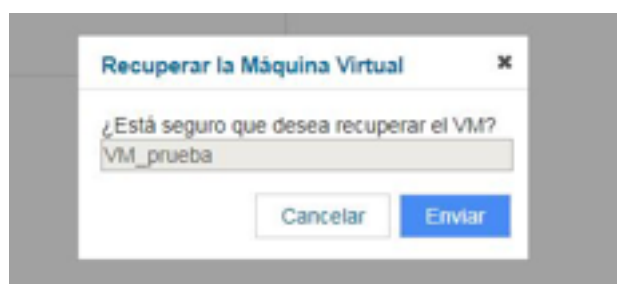 Recuperar la Máquina Virtual
¿Está seguro que desea recuperar el VM?
VM_prueba
Cancelar
Enviar